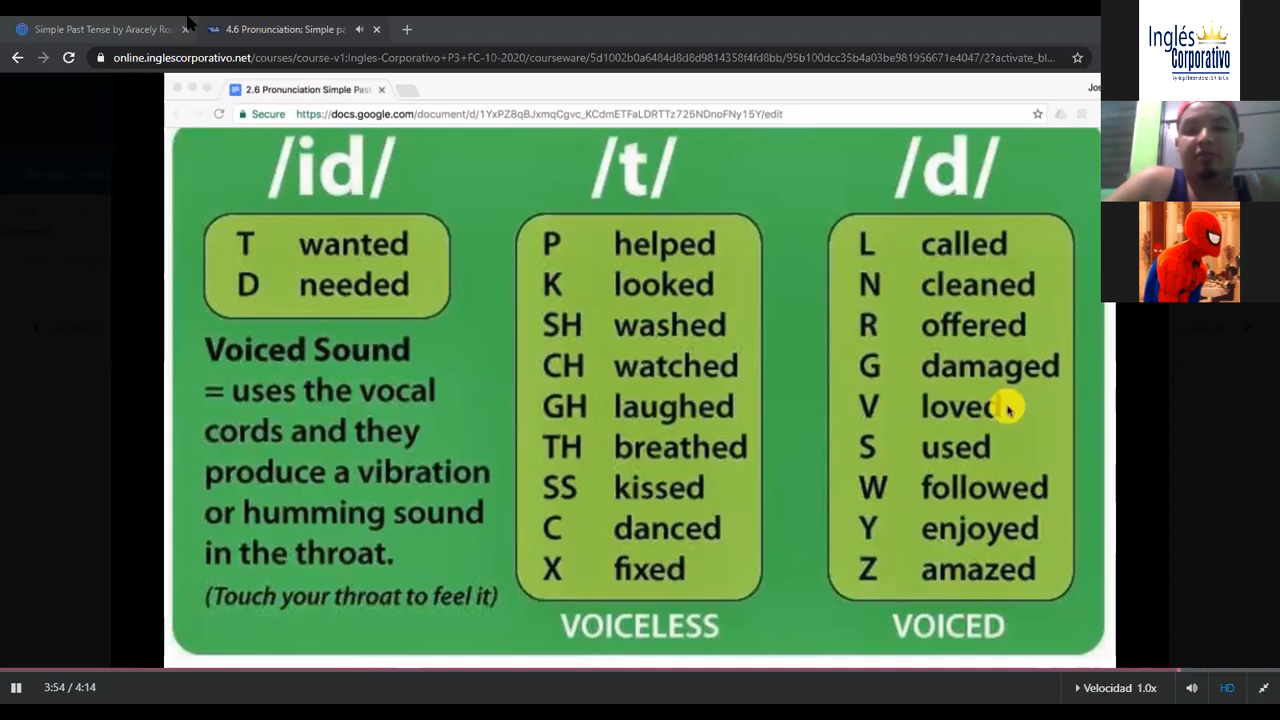 Simple Past Tense by Aracely Ros
4.6 Pronunciation: Simple pa
online.inglescorporativo.net/courses/course-v1:Ingles-Corporativo+P3+FC-10-2020/courseware/5d1002b0a6484d8d8d9814358f4fd8bb/95b100dcc35b4a03be981956671e4047/2?activate_bl...
Inglés
Corporativo
2.6 Pronunciation Simple Past
Jos
Secure https://docs.google.com/document/d/1YxPZ8qBJxmqCgvc_KCdmETFaLDRTTz725NDnoFNy15Y/edit
/id/ /t/ /d/
T wanted
D needed
Voiced Sound
= uses the vocal
cords and they
produce a vibration
or humming sound
in the throat.
(Touch your throat to feel it)
P helped
K looked
SH washed
CH watched
GH laughed
TH breathed
SS kissed
C danced
X fixed
VOICELESS
L called
N cleaned
R offered
G damaged
V loved
S used
W followed
Y enjoyed
Z amazed
VOICED
3:54 / 4:14
Velocidad 1.0x
HD